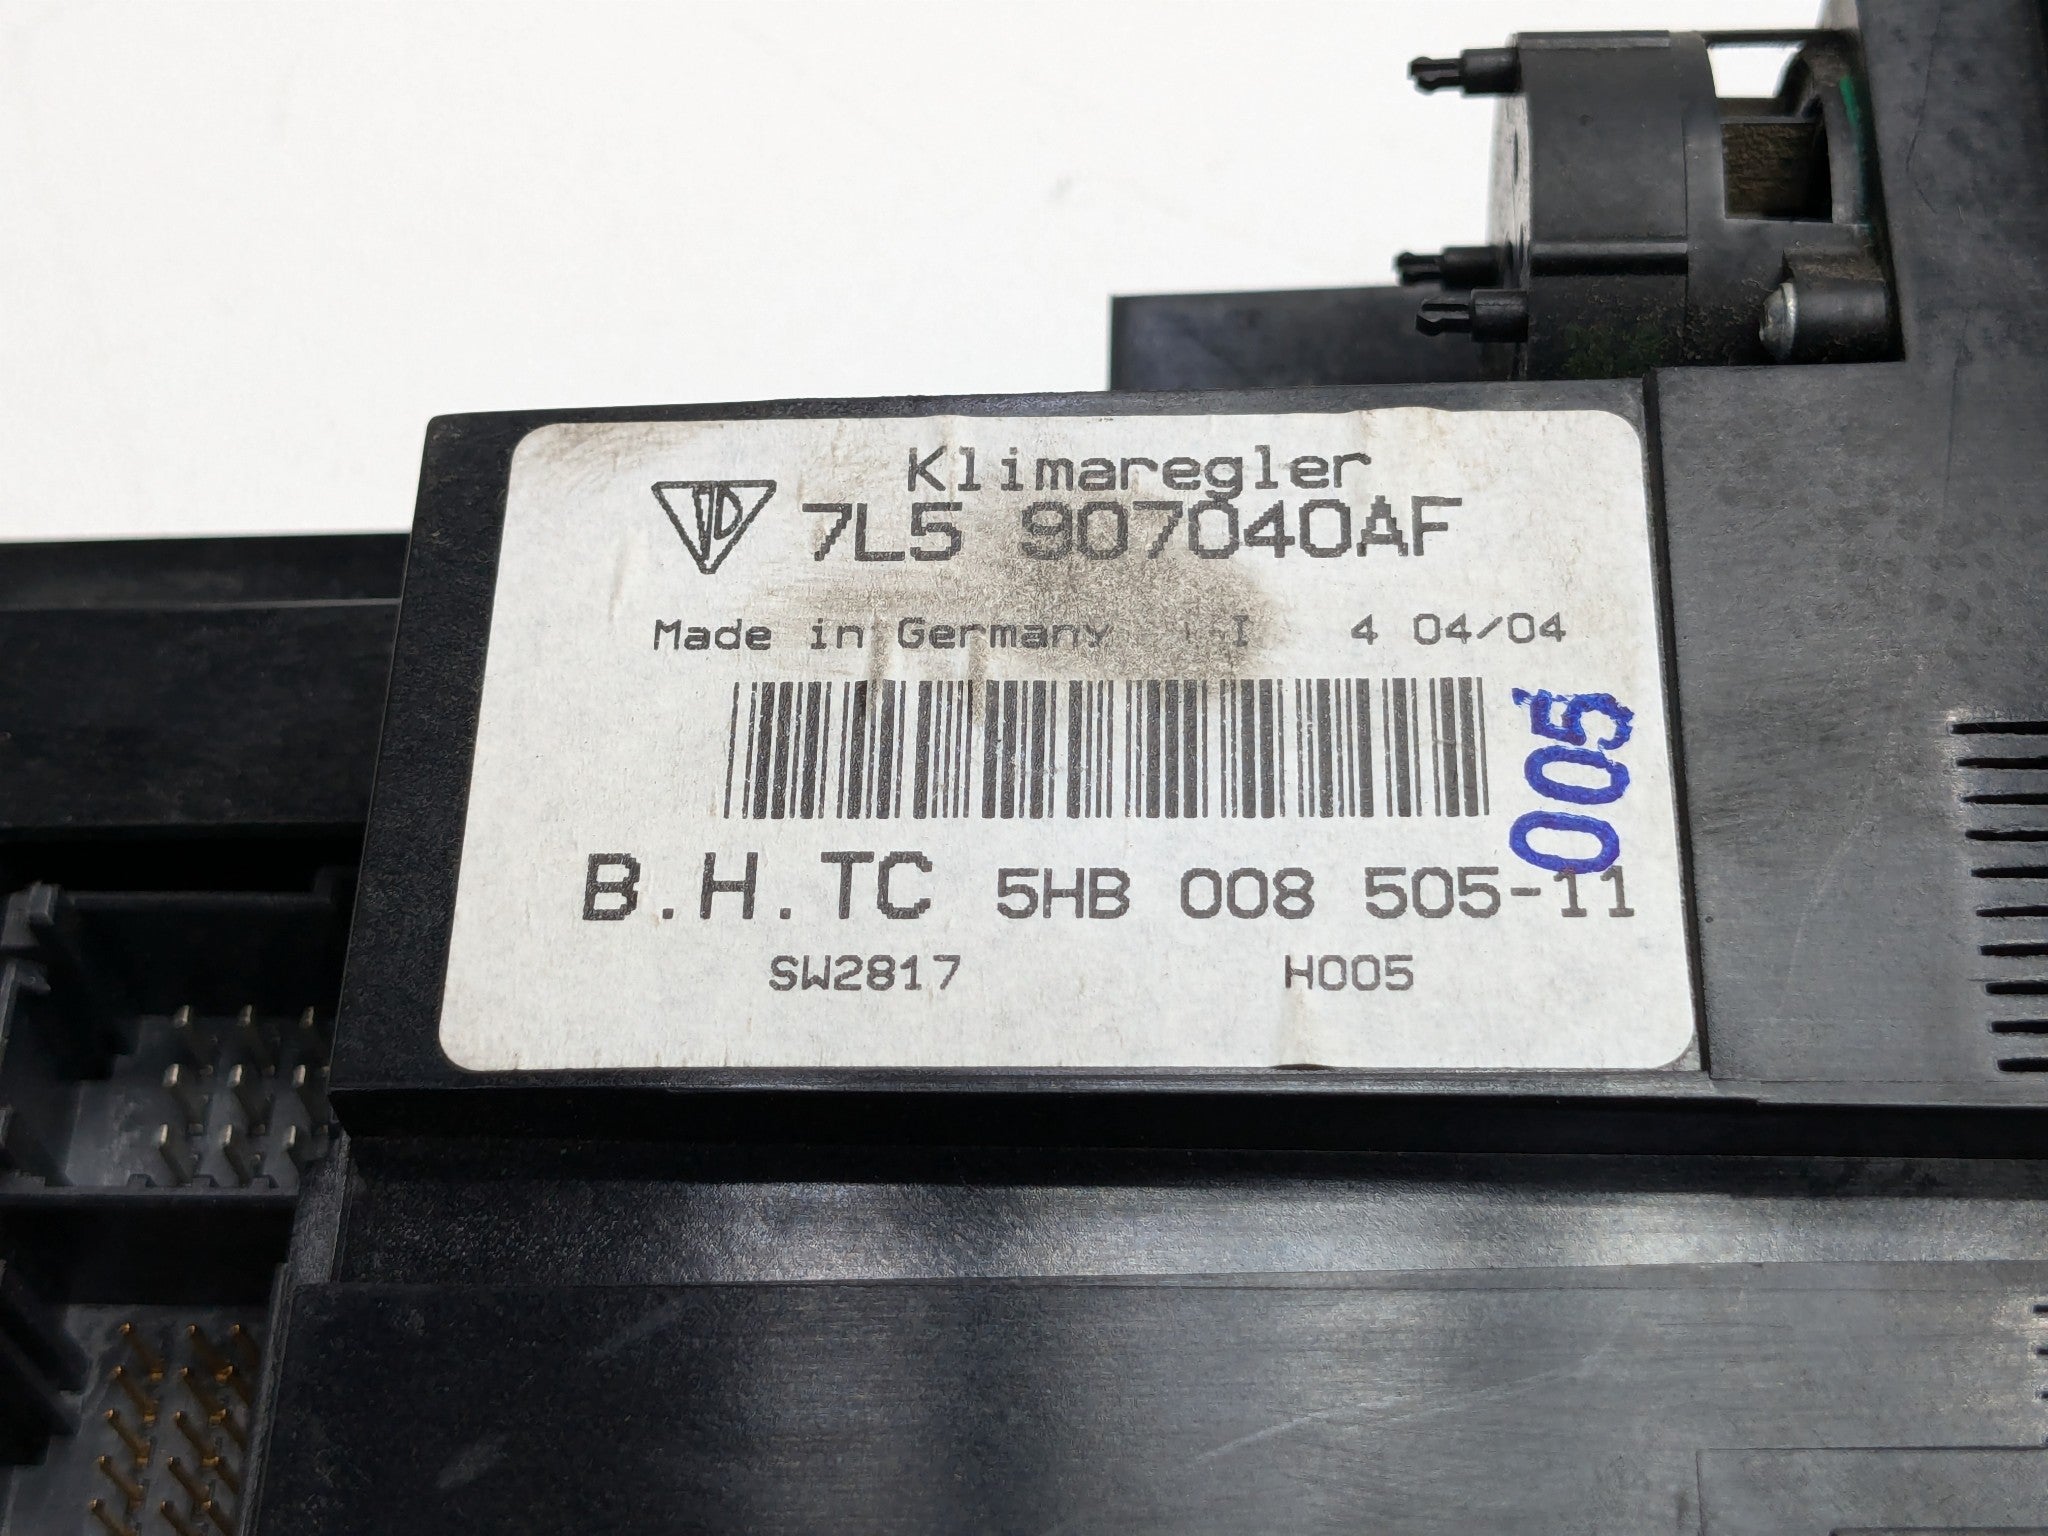 Klimaregler
7L5 907040AF
Made in Germany I 4 04/04
005
B.H.TC 5HB 008 505-11
SW2817 H005